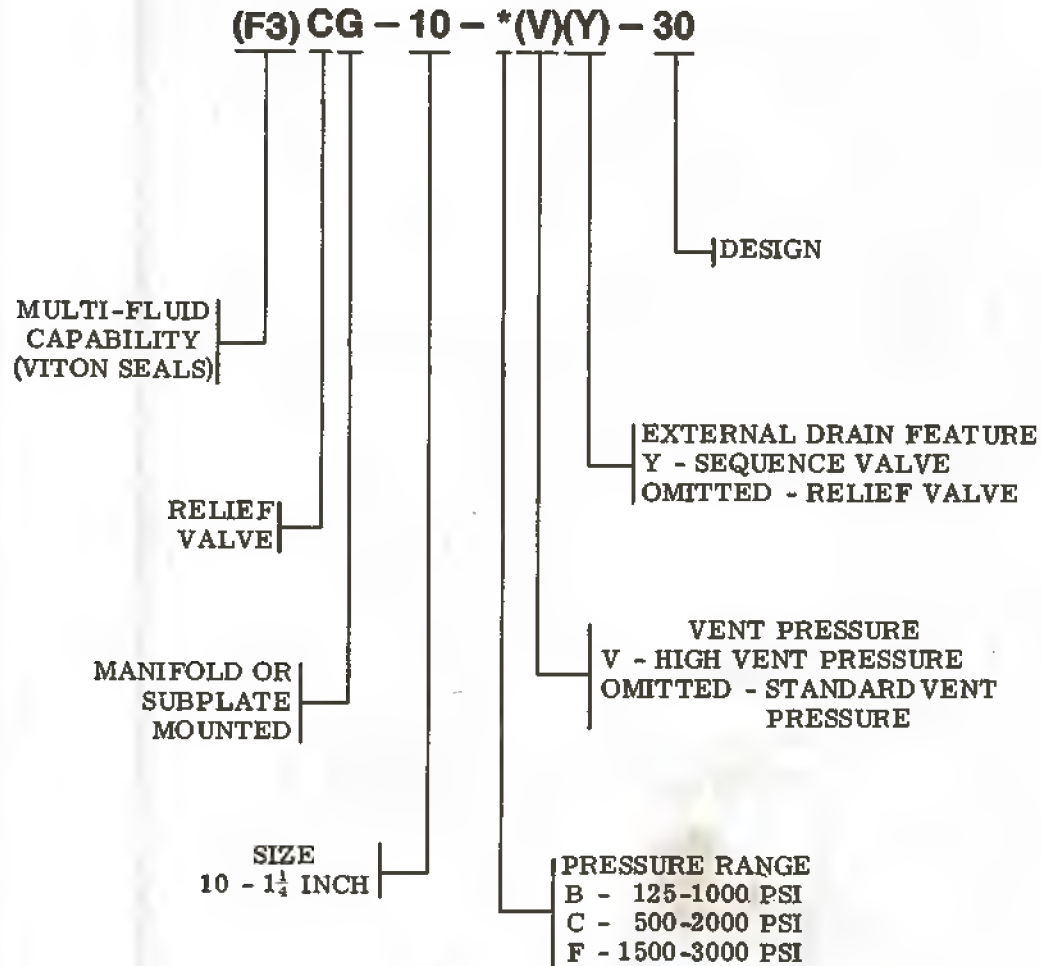 (F3) CG - 10 - *(V)(Y) - 30
DESIGN
MULTI-FLUID
CAPABILITY
(VITON SEALS)
EXTERNAL DRAIN FEATURE
Y - SEQUENCE VALVE
OMITTED - RELIEF VALVE
RELIEF
VALVE
VENT PRESSURE
V - HIGH VENT PRESSURE
OMITTED - STANDARD VENT
PRESSURE
MANIFOLD OR
SUBPLATE
MOUNTED
SIZE
10 - 1¼ INCH
PRESSURE RANGE
B - 125-1000 PSI
C - 500-2000 PSI
F - 1500-3000 PSI